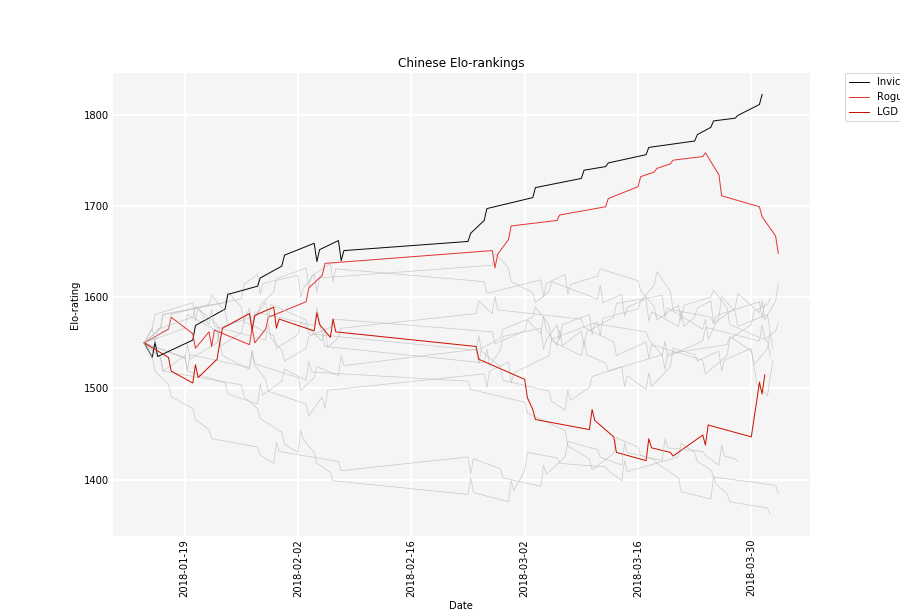 Chinese Elo-rankings
Invic
Rogu
LGD
Elo-rating
1800
1700
1600
1500
1400
2018-01-19
2018-02-02
2018-02-16
2018-03-02
2018-03-16
2018-03-30
Date